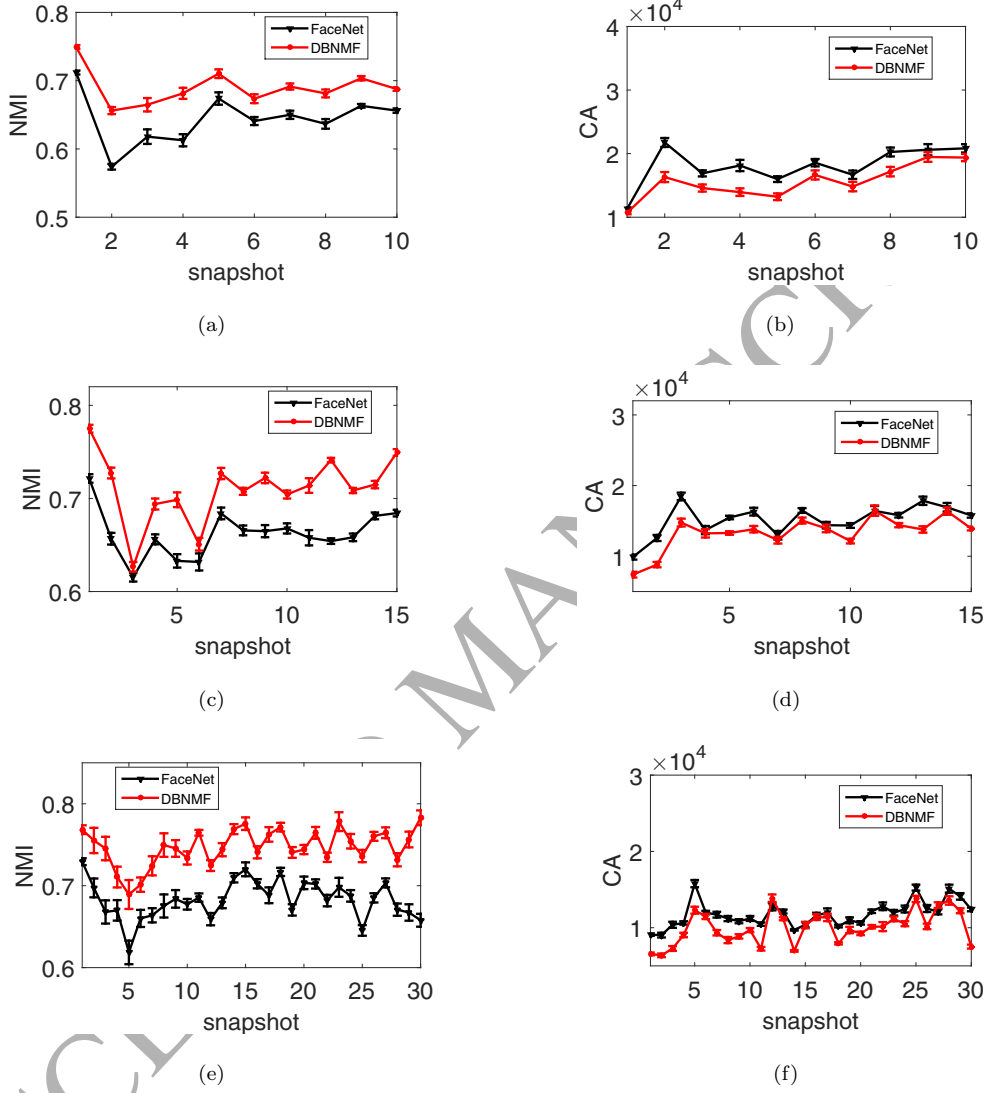 0.8
0.7
0.6
0.5
NMI
FaceNet
DBNMF
2 4 6 8 10
snapshot
(a)
×10^4
4
3
2
1
CA
FaceNet
DBNMF
2 4 6 8 10
snapshot
(b)
0.8
0.7
0.6
NMI
FaceNet
DBNMF
5 10 15
snapshot
(c)
×10^4
3
2
1
CA
FaceNet
DBNMF
5 10 15
snapshot
(d)
0.8
0.7
0.6
NMI
FaceNet
DBNMF
5 10 15 20 25 30
snapshot
(e)
×10^4
3
2
1
CA
FaceNet
DBNMF
5 10 15 20 25 30
snapshot
(f)